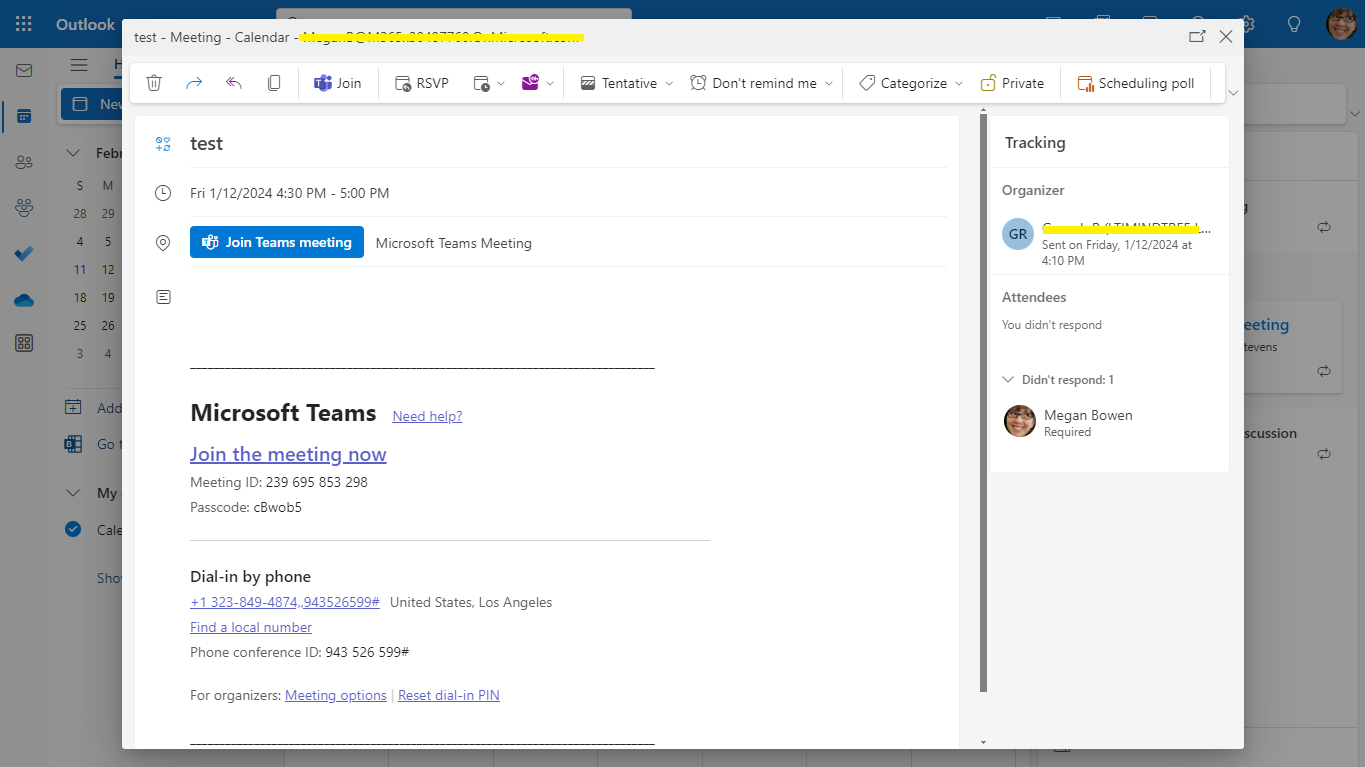 Outlook
test - Meeting - Calendar -
Join
RSVP
Tentative
Don't remind me
Categorize
Private
Scheduling poll
New
Febr
S M
28 29
4 5
11 12
18 19
25 26
3 4
Add
Go t
My
Cale
Show
test
Fri 1/12/2024 4:30 PM - 5:00 PM
Join Teams meeting
Microsoft Teams Meeting
________________________________________________________________________________
Microsoft Teams Need help?
Join the meeting now
Meeting ID: 239 695 853 298
Passcode: cBwob5
Dial-in by phone
+1 323-849-4874,,943526599# United States, Los Angeles
Find a local number
Phone conference ID: 943 526 599#
For organizers: Meeting options | Reset dial-in PIN
________________________________________________________________________________
Tracking
Organizer
GR
Sent on Friday, 1/12/2024 at
4:10 PM
Attendees
You didn't respond
Didn't respond: 1
Megan Bowen
Required
eeting
tevens
scussion